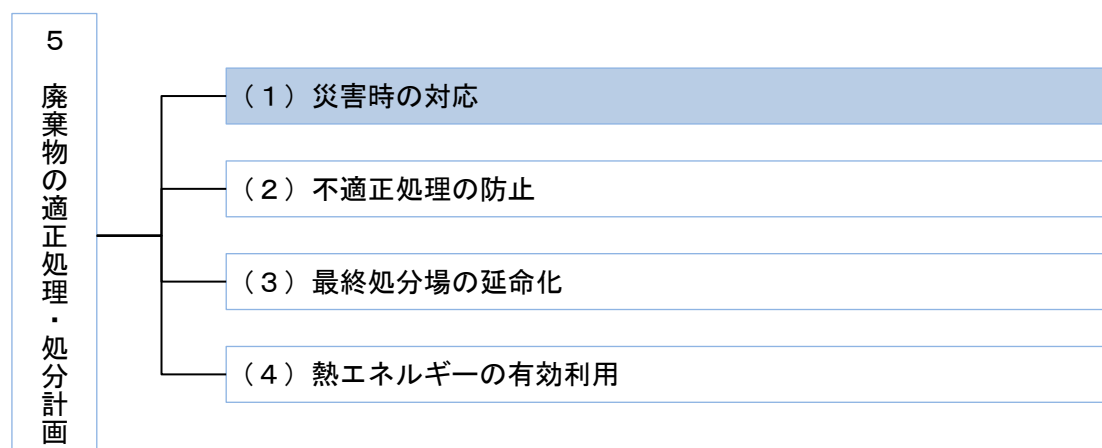 ５　廃棄物の適正処理・処分計画
（１）災害時の対応
（２）不適正処理の防止
（３）最終処分場の延命化
（４）熱エネルギーの有効利用